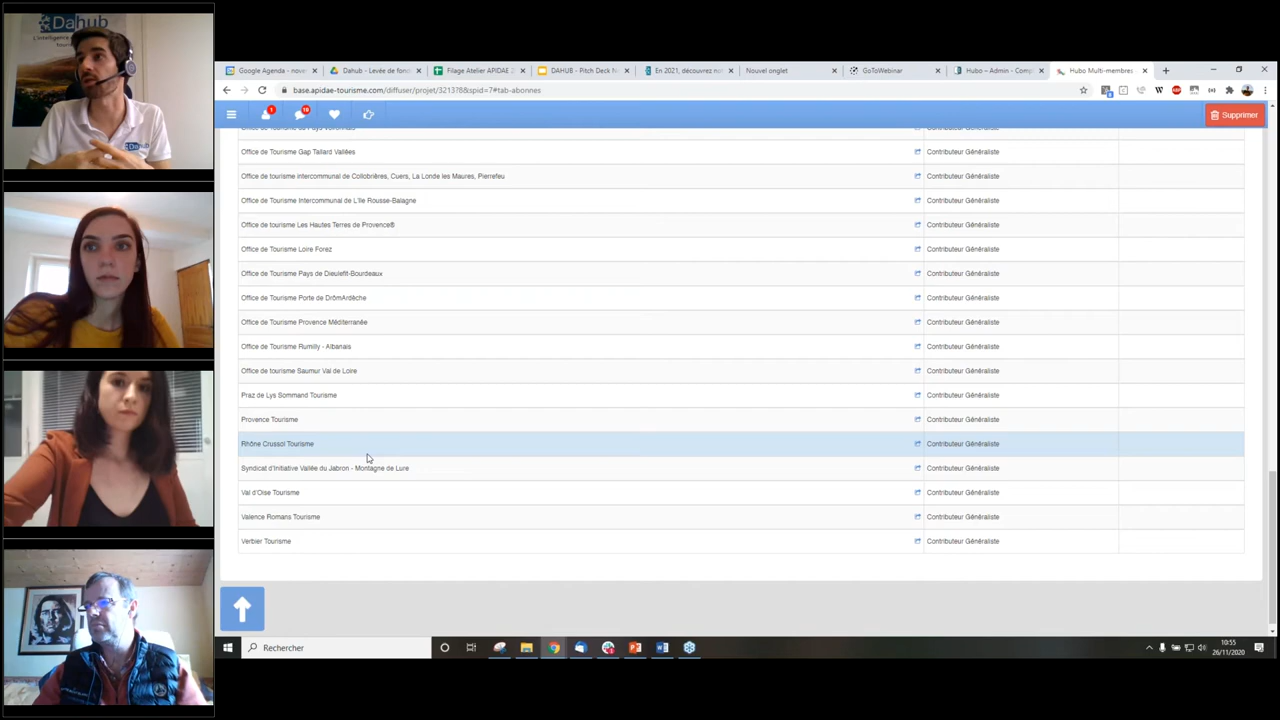 Dahub
L'intelligence
Dahub
Google Agenda - nove
Dahub - Levée de fond
Filage Atelier APIDAE 2
DAHUB - Pitch Deck No
En 2021, découvrez no
Nouvel onglet
GoToWebinar
Hubo – Admin - Comp
Hubo Multi-membres
base.apidae-tourisme.com/diffuser/projet/32137
Supprimer
Office de Tourisme Gap Tallard Vallées Contributeur Généraliste
Office de tourisme intercommunal de Collobrières, Cuers, La Londe les Maures, Pierrefeu Contributeur Généraliste
Office de Tourisme Intercommunal de L'Ile Rousse-Balagne Contributeur Généraliste
Office de tourisme Les Hautes Terres de Provence® Contributeur Généraliste
Office de Tourisme Loire Forez Contributeur Généraliste
Office de Tourisme Pays de Dieulefit-Bourdeaux Contributeur Généraliste
Office de Tourisme Porte de DrômArdèche Contributeur Généraliste
Office de Tourisme Provence Méditerranée Contributeur Généraliste
Office de Tourisme Rumilly - Albanais Contributeur Généraliste
Office de tourisme Saumur Val de Loire Contributeur Généraliste
Praz de Lys Sommand Tourisme Contributeur Généraliste
Provence Tourisme Contributeur Généraliste
Rhône Crussol Tourisme Contributeur Généraliste
Syndicat d'Initiative Vallée du Jabron - Montagne de Lure Contributeur Généraliste
Val d'Oise Tourisme Contributeur Généraliste
Valence Romans Tourisme Contributeur Généraliste
Verbier Tourisme Contributeur Généraliste
Rechercher
10:55
26/11/2020